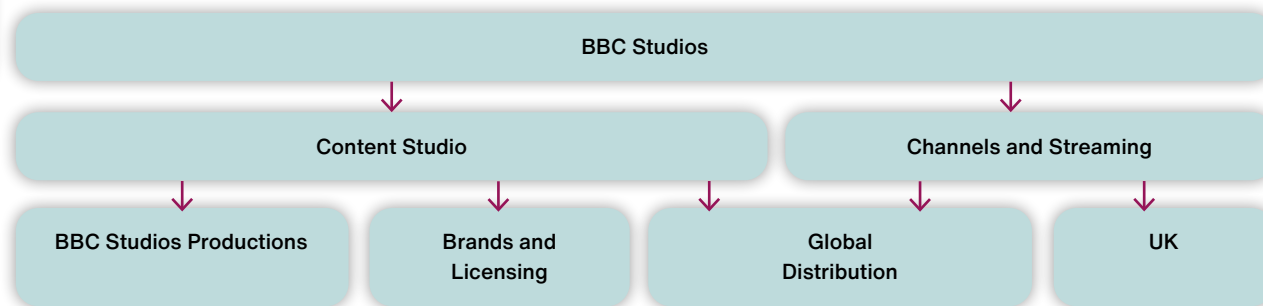 BBC Studios
Content Studio
Channels and Streaming
BBC Studios Productions
Brands and
Licensing
Global
Distribution
UK